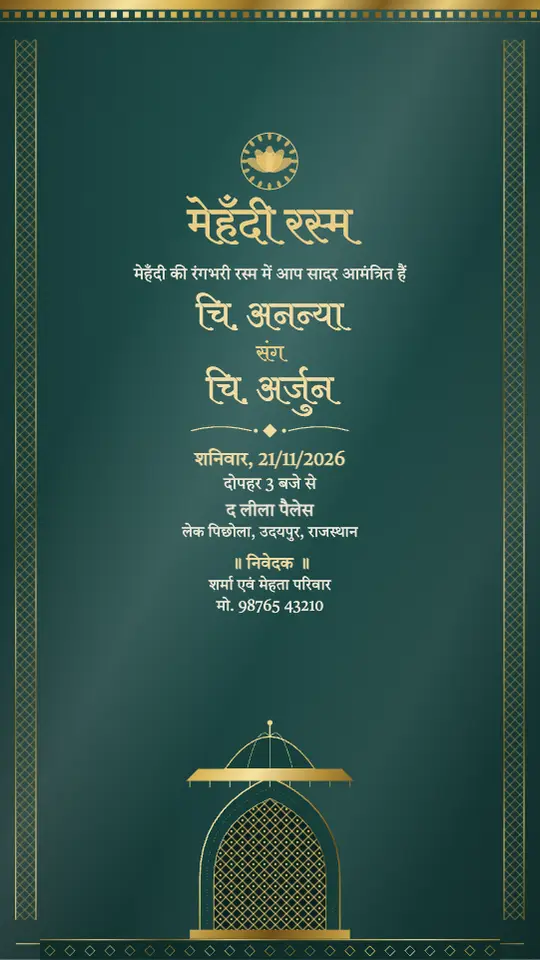 मेहँदी रस्म
मेहँदी की रंगभरी रस्म में आप सादर आमंत्रित हैं
चि. अनन्या
संग
चि. अर्जुन
शनिवार, 21/11/2026
दोपहर 3 बजे से
द लीला पैलेस
लेक पिछोला, उदयपुर, राजस्थान
॥ निवेदक ॥
शर्मा एवं मेहता परिवार
मो. 98765 43210